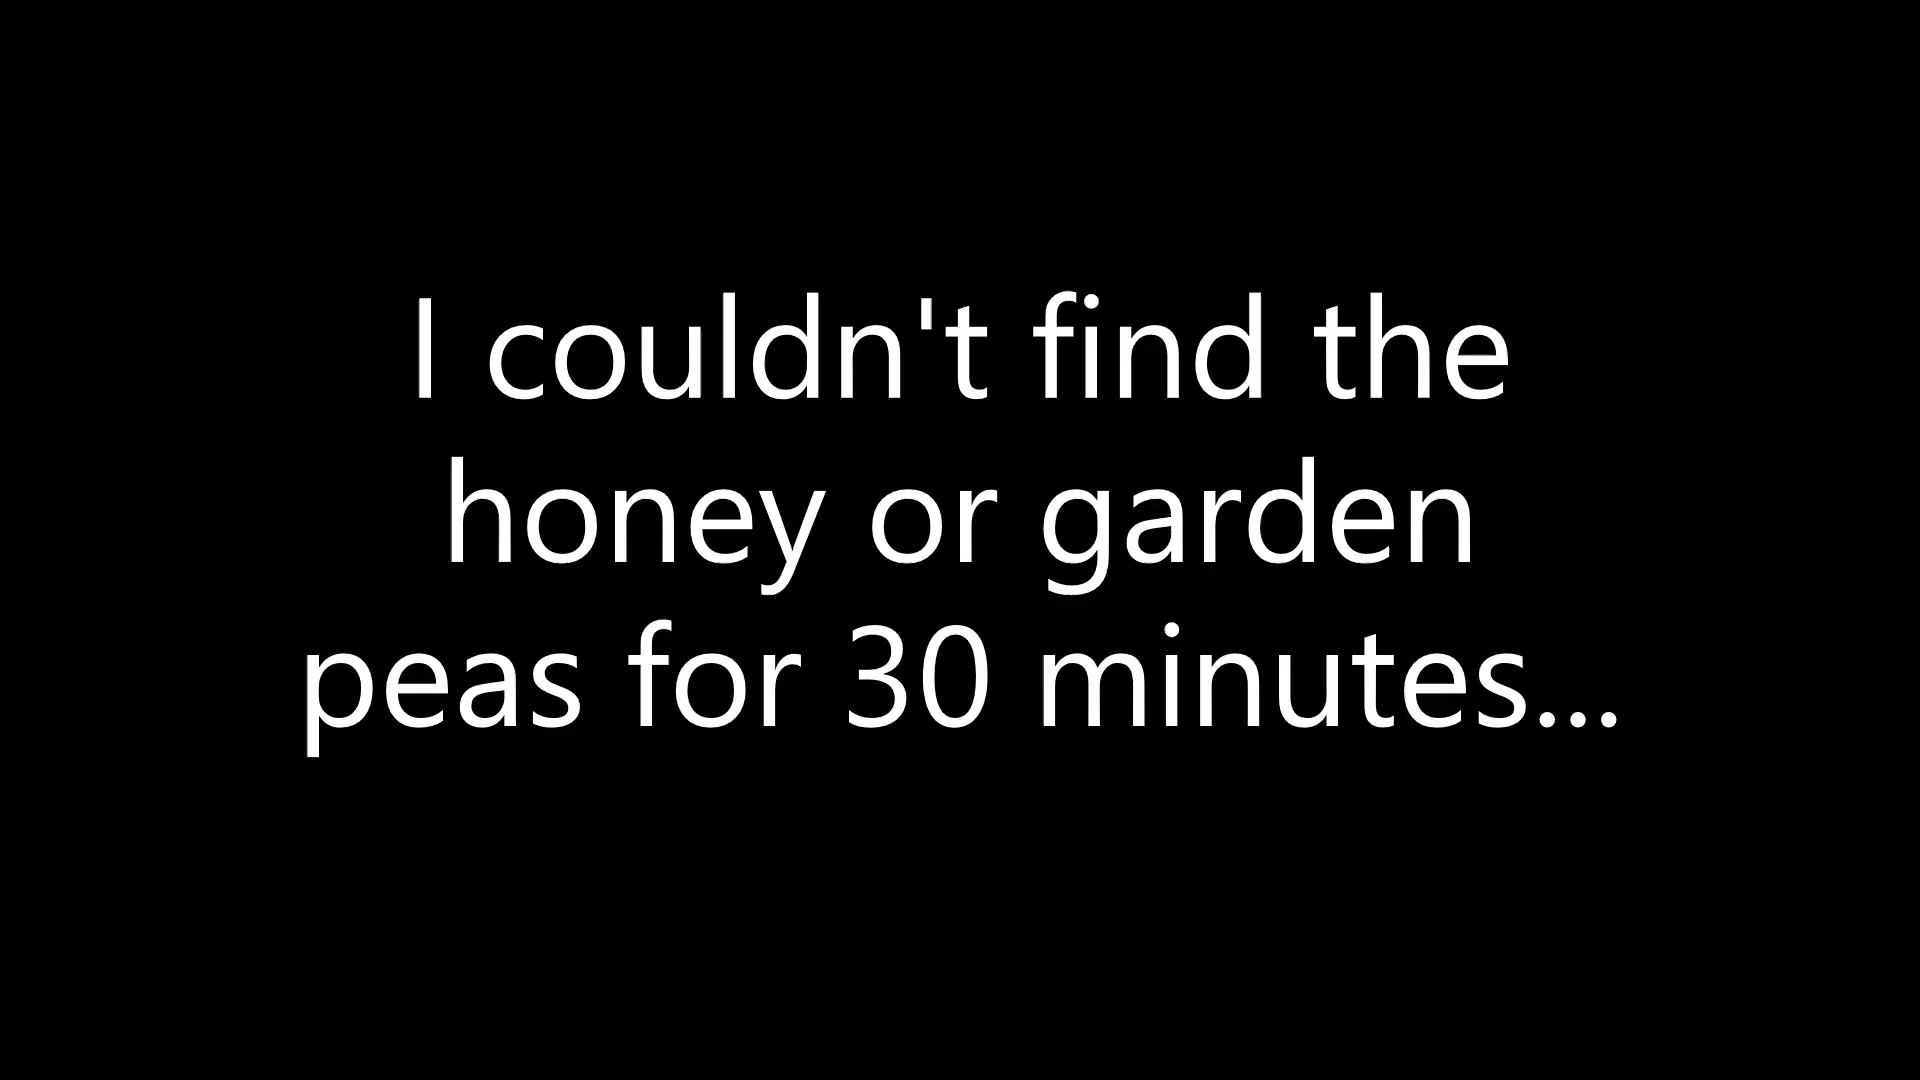 I couldn't find the
honey or garden
peas for 30 minutes...